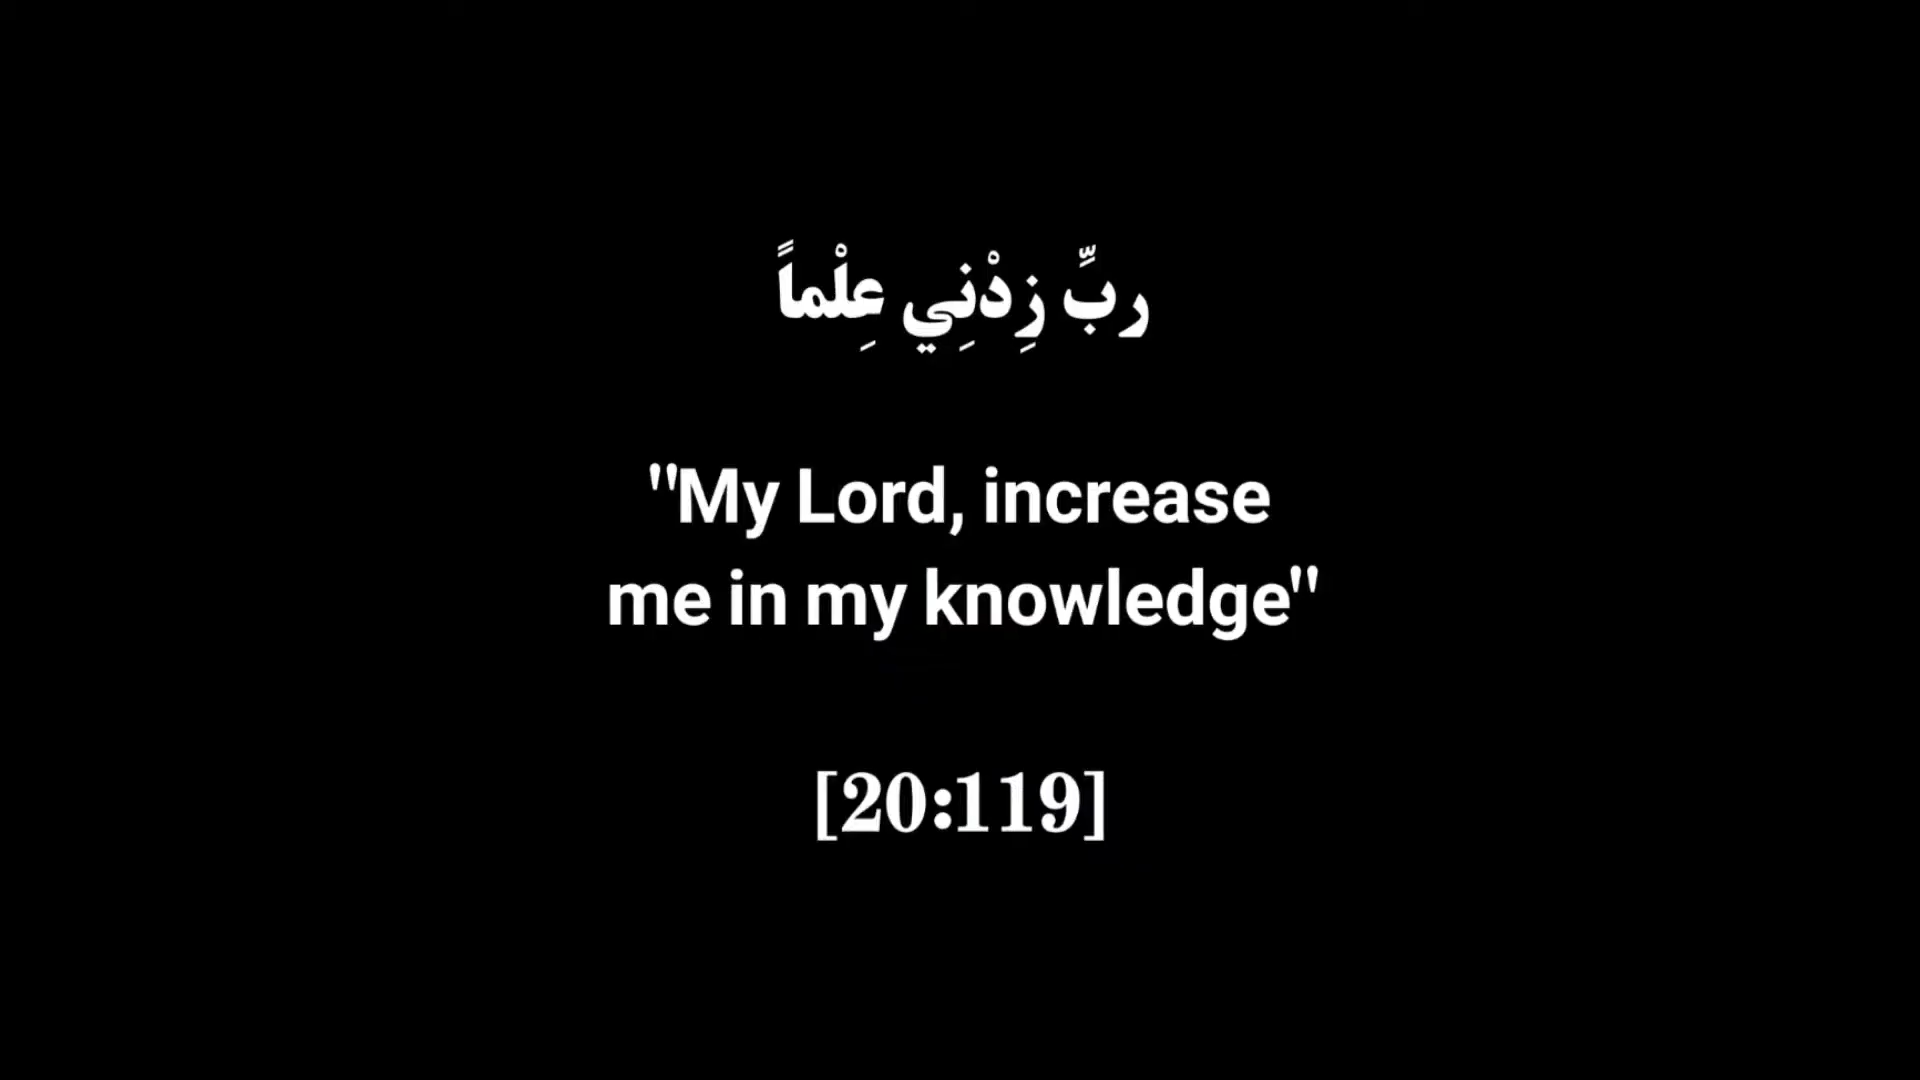 ربِّ زِدْنِي عِلْماً
"My Lord, increase
me in my knowledge"
[20:119]